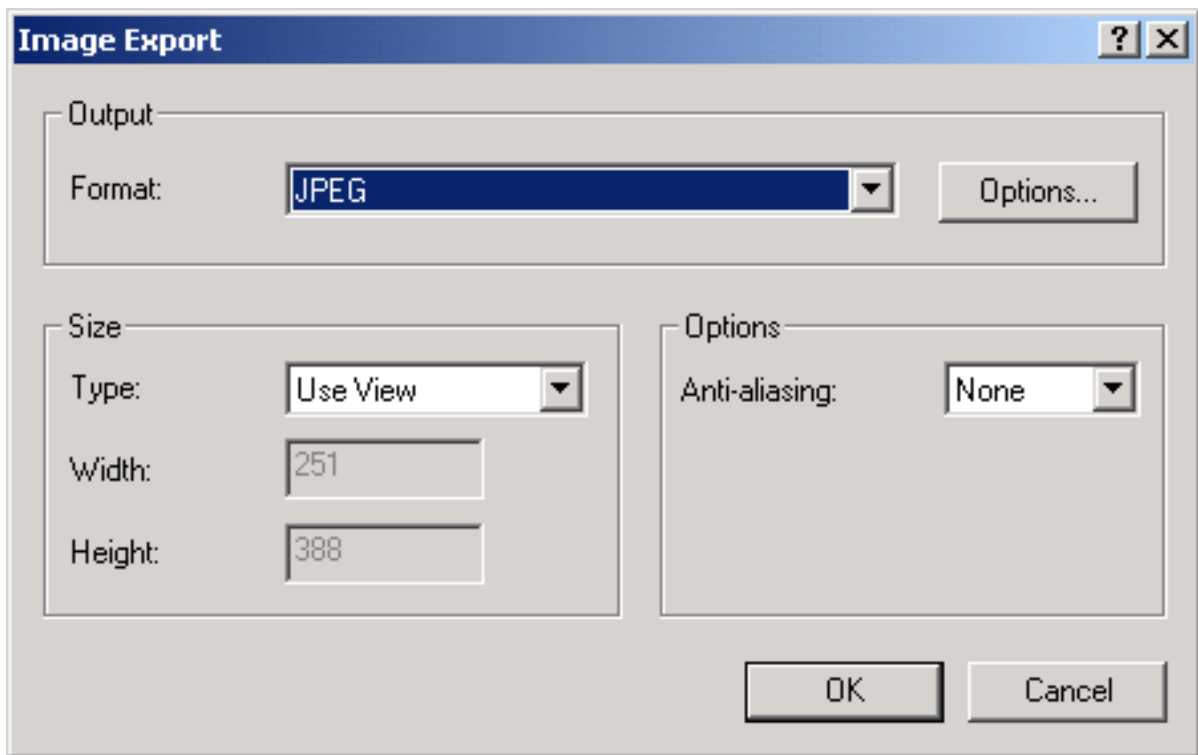 Image Export
Output
Format: JPEG Options...
Size
Type: Use View
Width: 251
Height: 388
Options
Anti-aliasing: None
OK Cancel